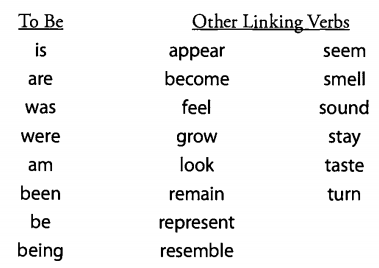 To Be Other Linking Verbs
is appear seem
are become smell
was feel sound
were grow stay
am look taste
been remain turn
be represent
being resemble